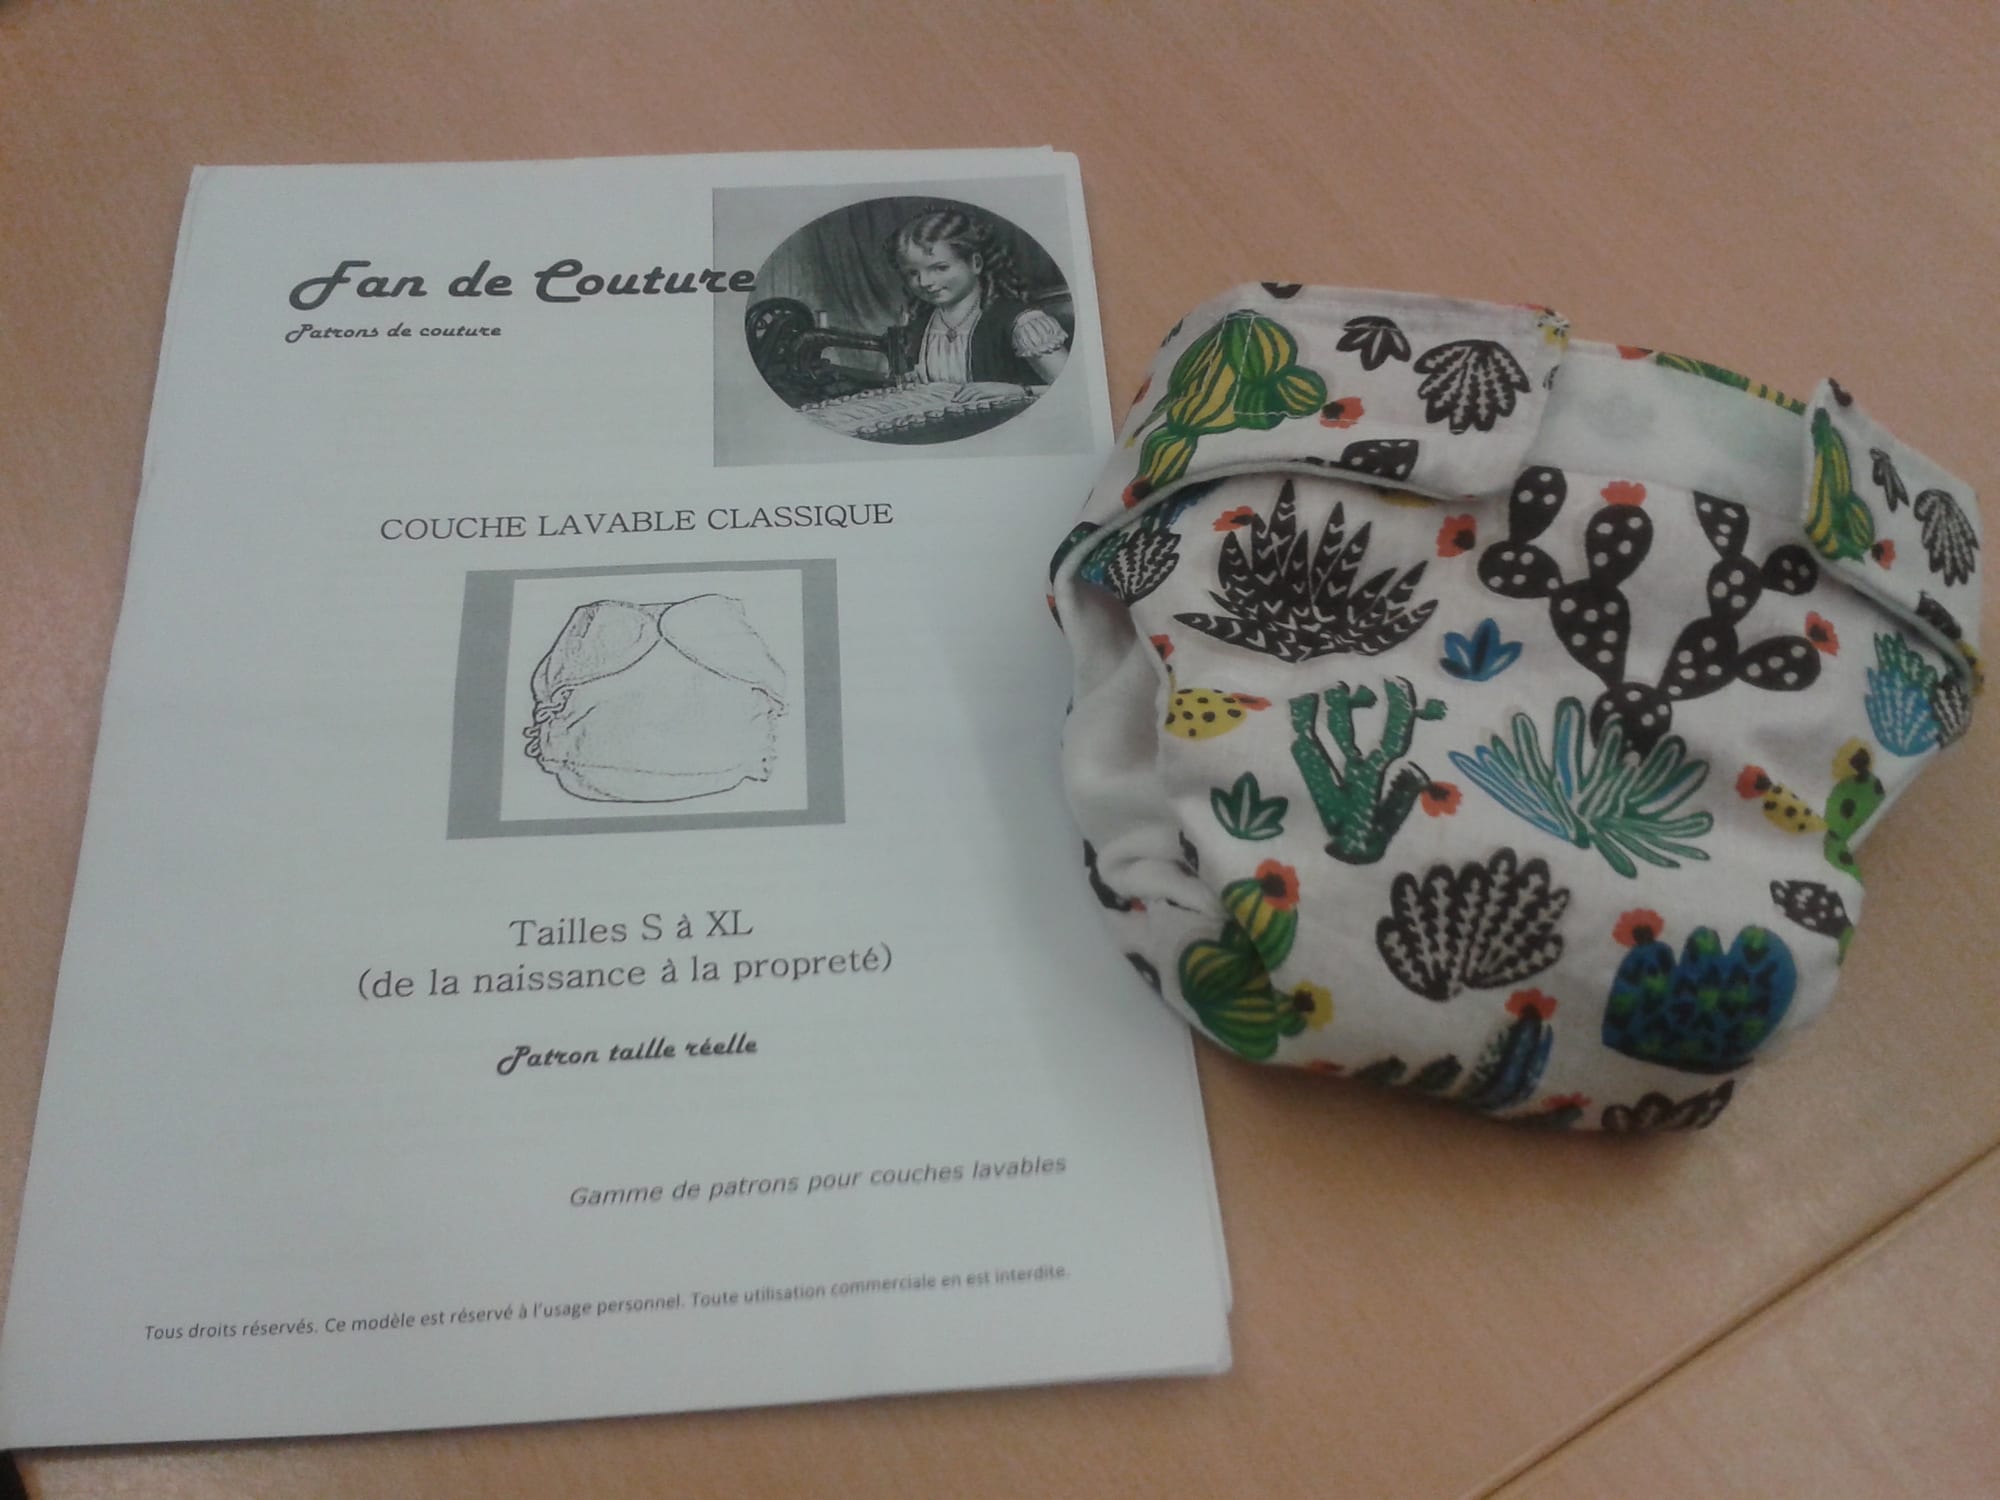 Fan de Couture
Patrons de couture
COUCHE LAVABLE CLASSIQUE
Tailles S à XL
(de la naissance à la propreté)
Patron taille réelle
Gamme de patrons pour couches lavables
Tous droits réservés. Ce modèle est réservé à l'usage personnel. Toute utilisation commerciale en est interdite.